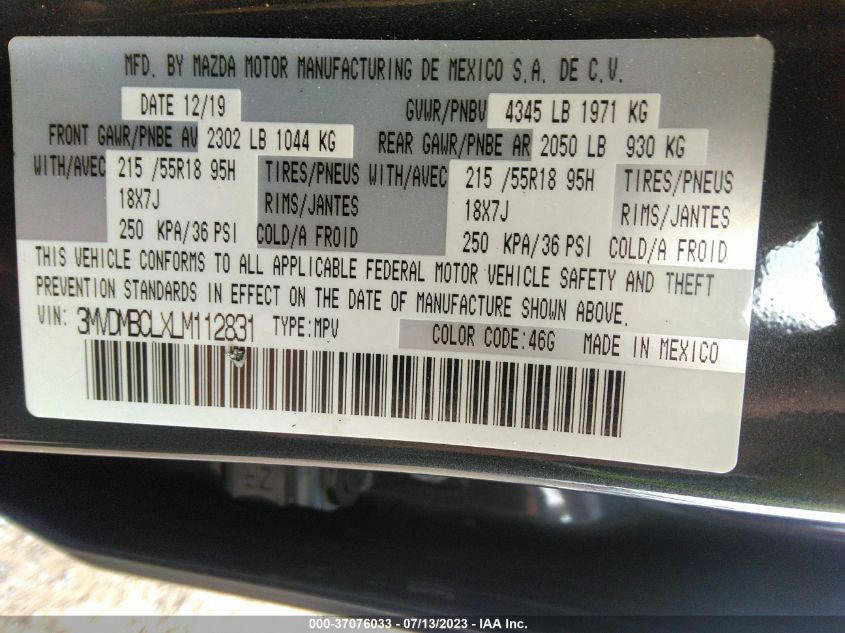 MFD. BY MAZDA MOTOR MANUFACTURING DE MEXICO S.A. DE C.V.
DATE 12/19 GVWR/PNBV 4345 LB 1971 KG
FRONT GAWR/PNBE AV 2302 LB 1044 KG REAR GAWR/PNBE AR 2050 LB 930 KG
WITH/AVEC 215 /55R18 95H TIRES/PNEUS WITH/AVEC 215 /55R18 95H TIRES/PNEUS
18X7J RIMS/JANTES 18X7J RIMS/JANTES
250 KPA/36 PSI COLD/A FROID 250 KPA/36 PSI COLD/A FROID
THIS VEHICLE CONFORMS TO ALL APPLICABLE FEDERAL MOTOR VEHICLE SAFETY AND THEFT
PREVENTION STANDARDS IN EFFECT ON THE DATE OF MANUFACTURE SHOWN ABOVE.
VIN: 3MVDMBCLXLM112831 TYPE:MPV COLOR CODE:46G MADE IN MEXICO
000-37076033 - 07/13/2023 - IAA Inc.